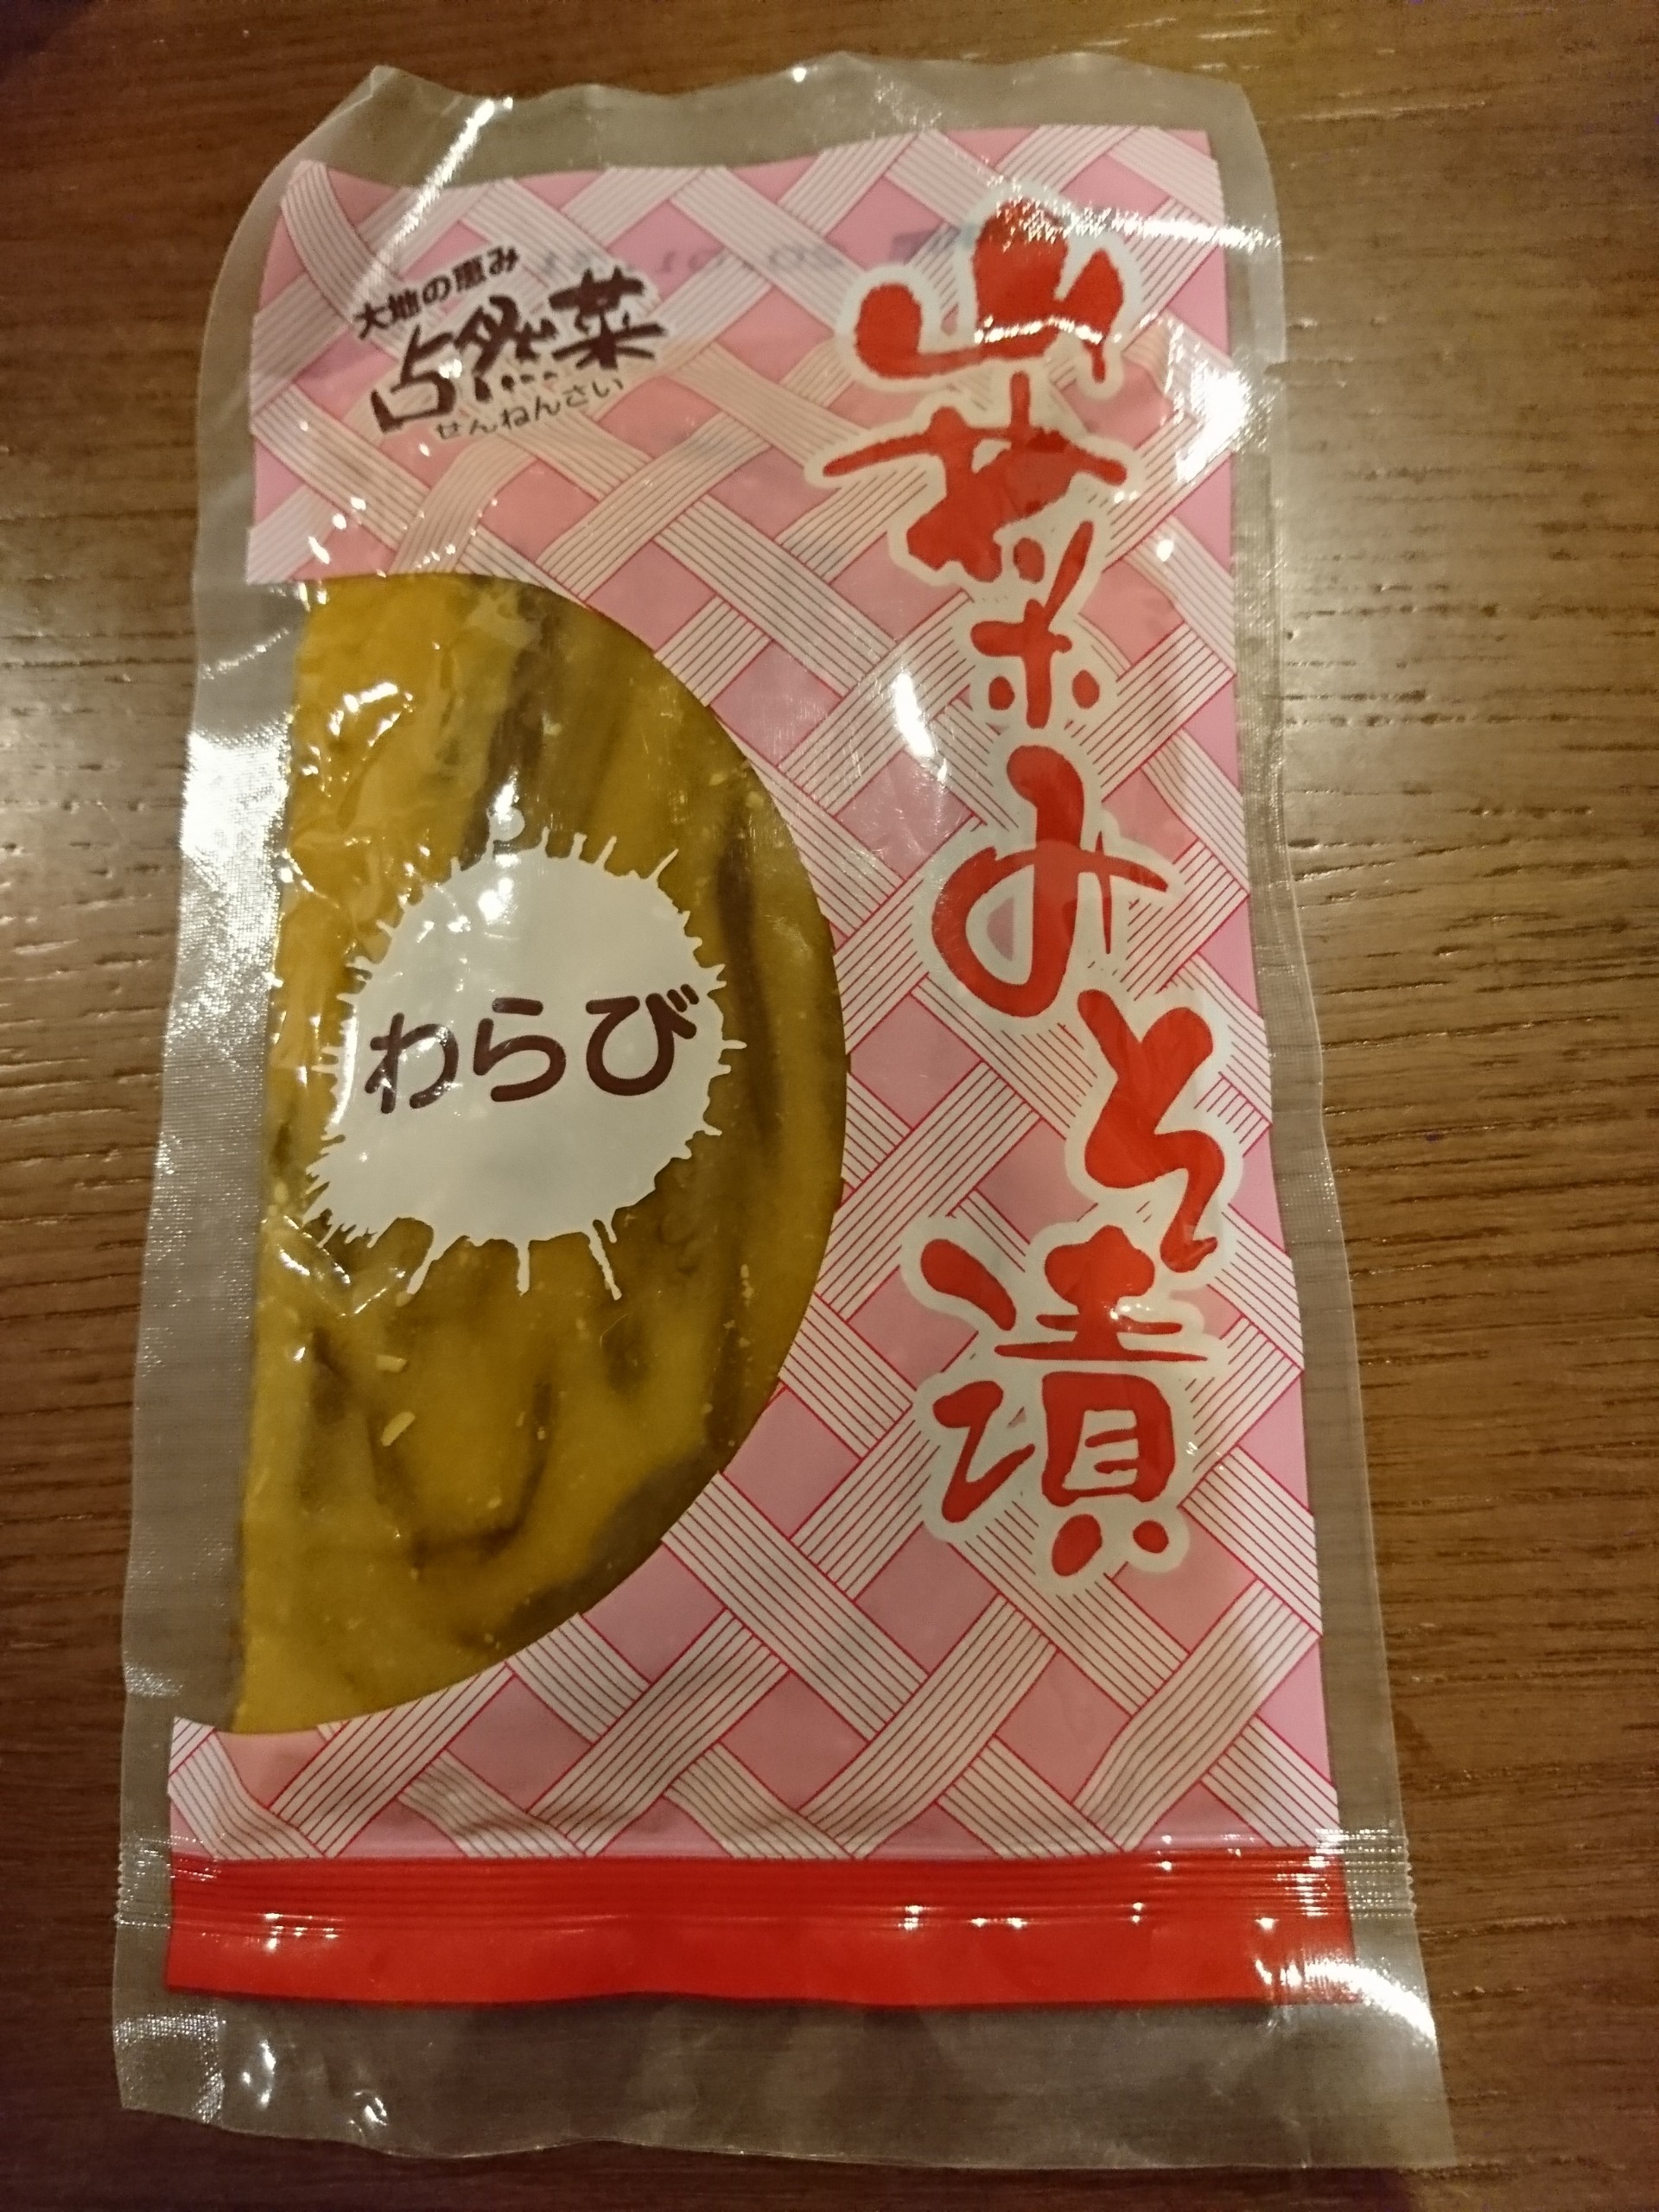 山菜みそ漬
大地の恵み
占然菜
せんねんさい
わらび